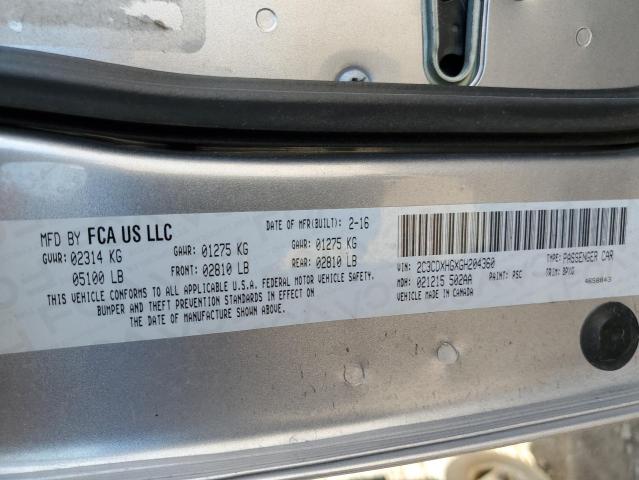 MFD BY FCA US LLC
DATE OF MFR(BUILT): 2-16
GVWR: 02314 KG GAWR: 01275 KG GAWR: 01275 KG
05100 LB FRONT: 02810 LB REAR: 02810 LB
THIS VEHICLE CONFORMS TO ALL APPLICABLE U.S.A. FEDERAL MOTOR VEHICLE SAFETY,
BUMPER AND THEFT PREVENTION STANDARDS IN EFFECT ON
THE DATE OF MANUFACTURE SHOWN ABOVE.
VIN: 2C3CDXHGXGH204360 TYPE: PASSENGER CAR
MDH: 021215 502AA PAINT: PSC TRIM: BPVG
VEHICLE MADE IN CANADA 4658843